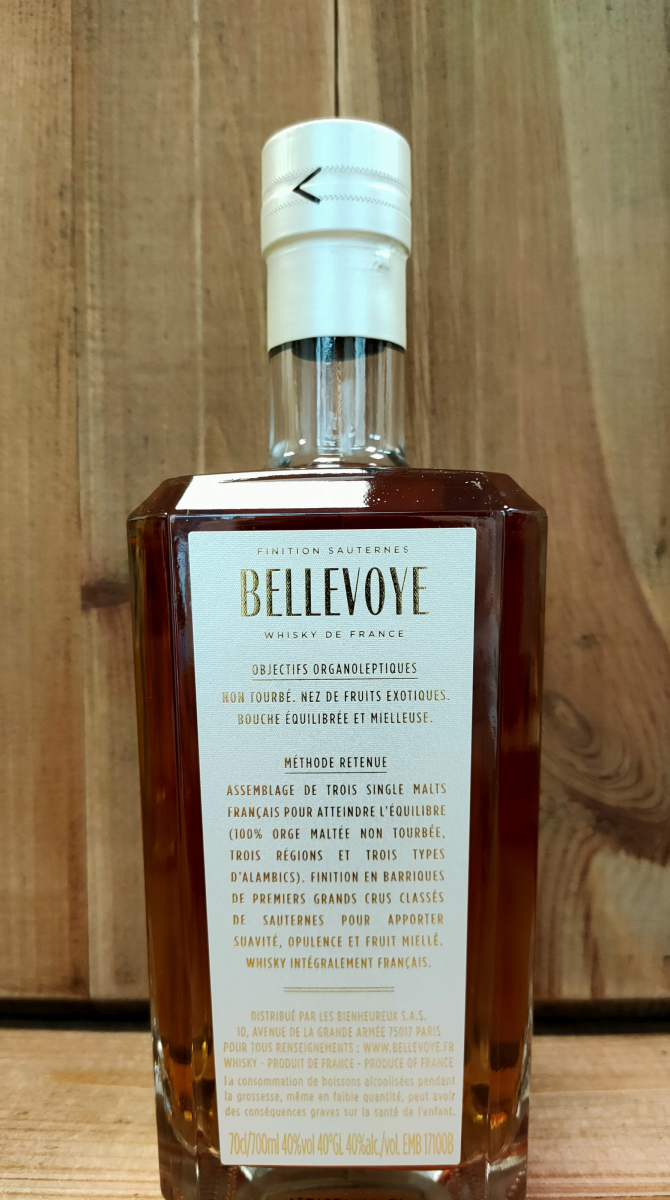 FINITION SAUTERNES
BELLEVOYE
WHISKY DE FRANCE
OBJECTIFS ORGANOLEPTIQUES
NON TOURBÉ. NEZ DE FRUITS EXOTIQUES.
BOUCHE ÉQUILIBRÉE ET MIELLEUSE.
MÉTHODE RETENUE
ASSEMBLAGE DE TROIS SINGLE MALTS
FRANÇAIS POUR ATTEINDRE L'ÉQUILIBRE
(100% ORGE MALTÉE NON TOURBÉE,
TROIS RÉGIONS ET TROIS TYPES
D'ALAMBICS). FINITION EN BARRIQUES
DE PREMIERS GRANDS CRUS CLASSÉS
DE SAUTERNES POUR APPORTER
SUAVITÉ, OPULENCE ET FRUIT MIELLÉ.
WHISKY INTÉGRALEMENT FRANÇAIS.
DISTRIBUÉ PAR LES BIENHEUREUX S.A.S.
10, AVENUE DE LA GRANDE ARMÉE 75017 PARIS
POUR TOUS RENSEIGNEMENTS : WWW.BELLEVOYE.FR
WHISKY - PRODUIT DE FRANCE - PRODUCE OF FRANCE
La consommation de boissons alcoolisées pendant
la grossesse, même en faible quantité, peut avoir
des conséquences graves sur la santé de l'enfant.
70cl/700ml 40%vol 40°GL 40%alc./vol. EMB 17100B